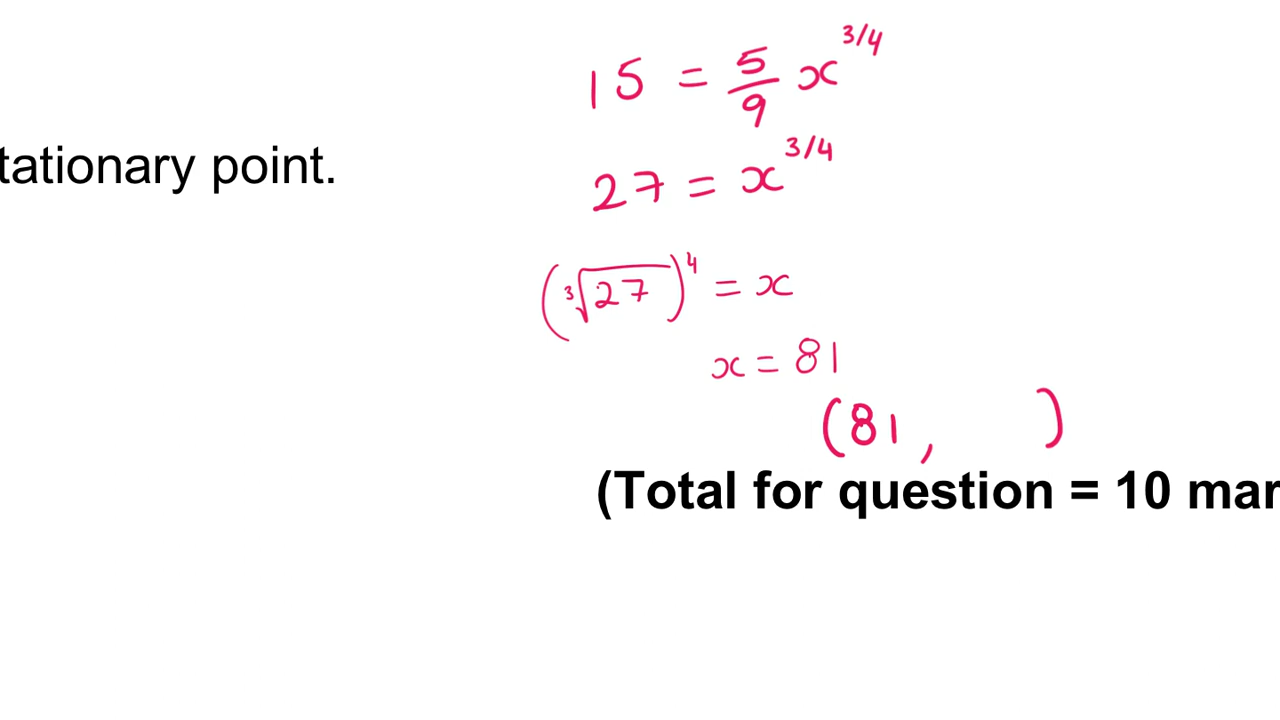 15 = 5/9 x^3/4
tationary point.
27 = x^3/4
(³√27)^4 = x
x = 81
(81, )
(Total for question = 10 mar